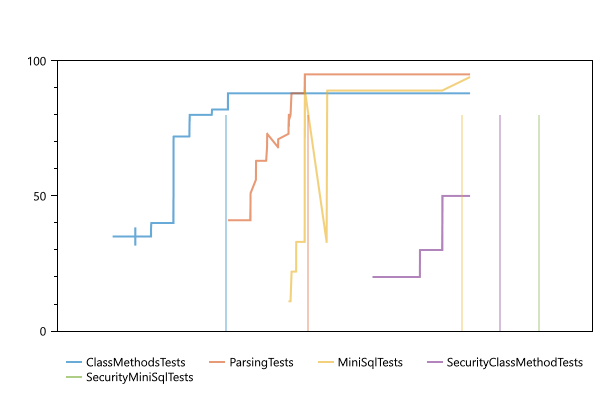 100
50
0
ClassMethodsTests ParsingTests MiniSqlTests SecurityClassMethodTests
SecurityMiniSqlTests